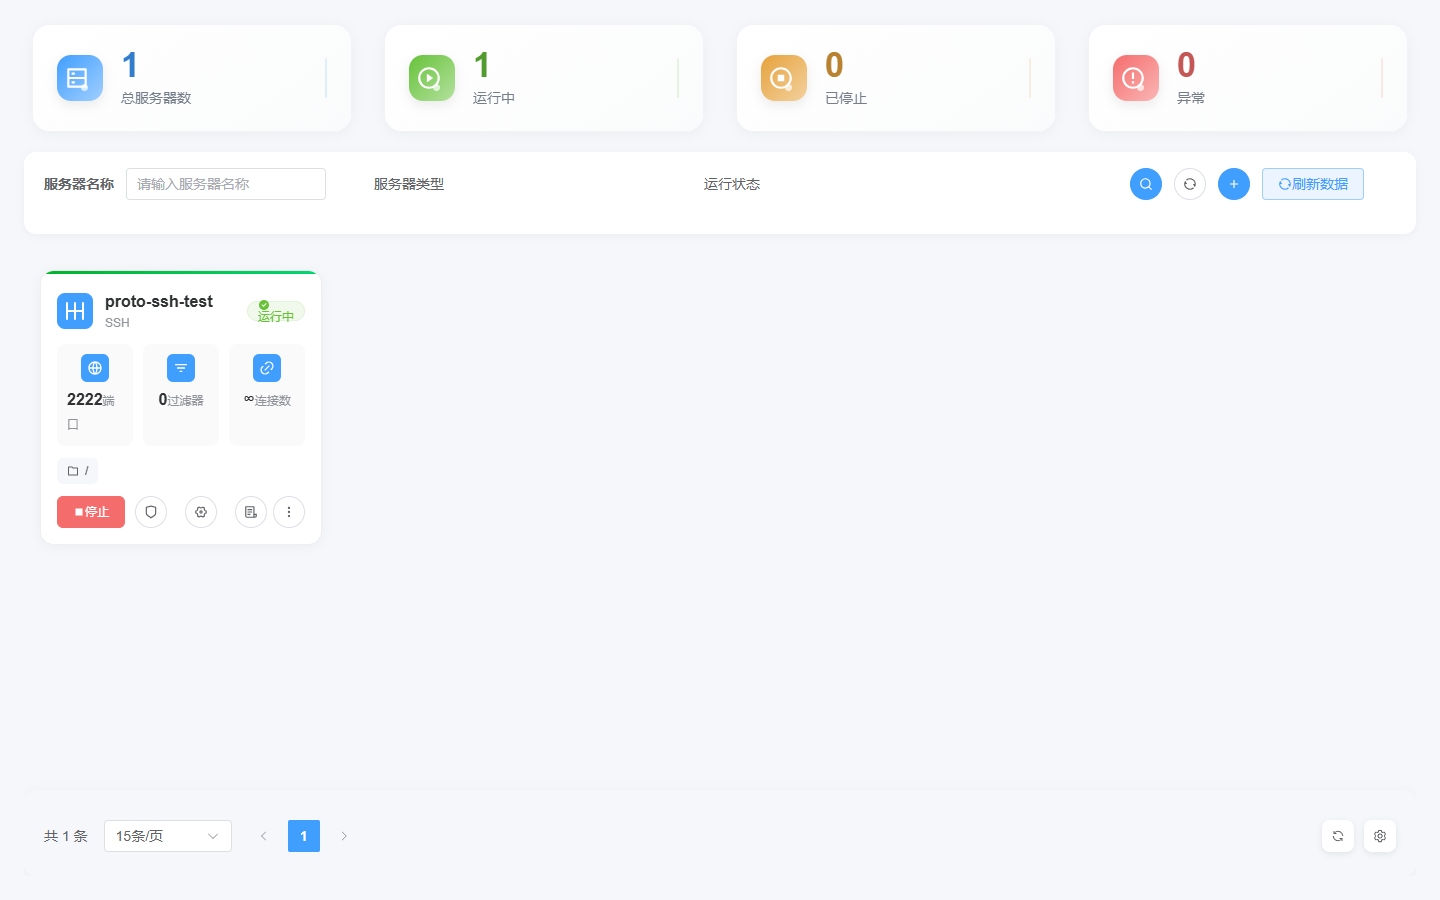 1
总服务器数
1
运行中
0
已停止
0
异常
服务器名称
请输入服务器名称
服务器类型
运行状态
刷新数据
proto-ssh-test
SSH
运行中
2222端
口
0过滤器
∞连接数
/
停止
共 1 条
15条/页
1